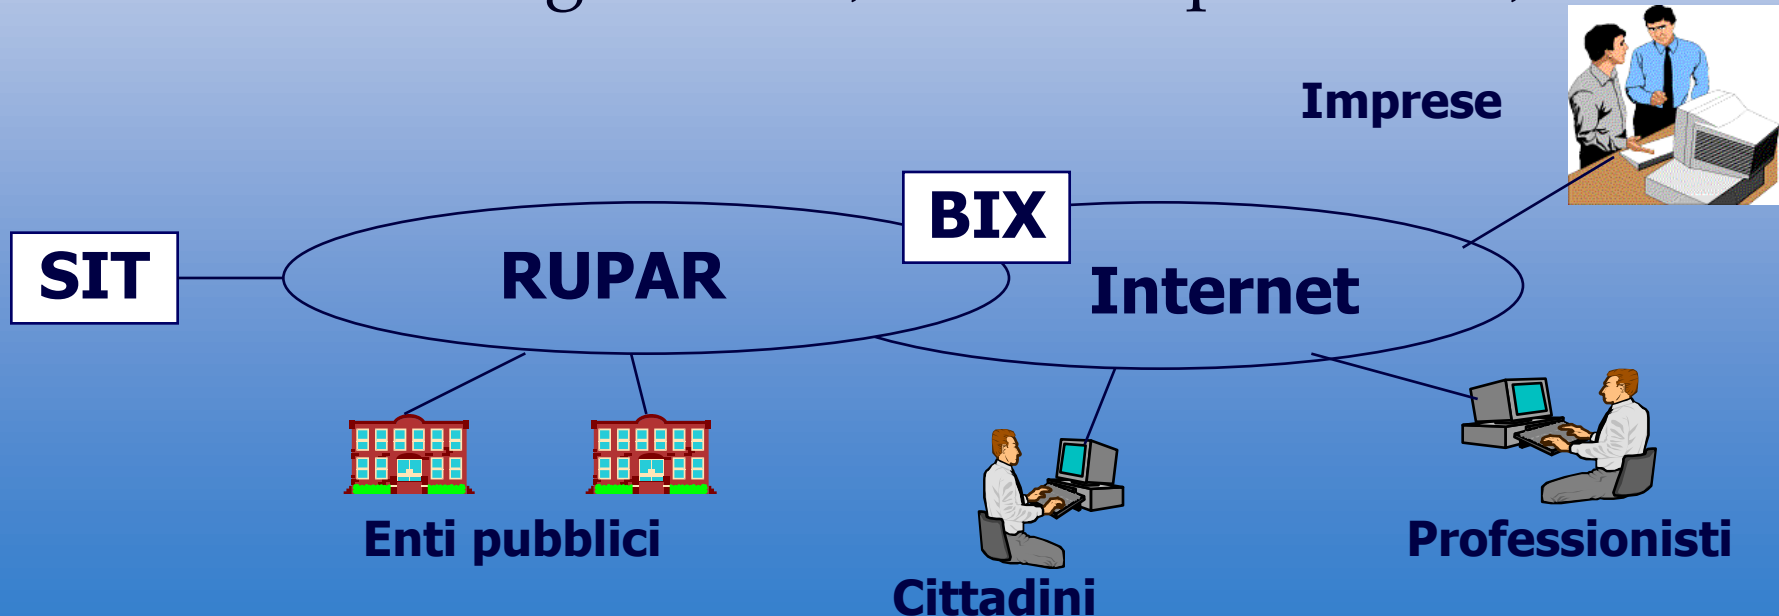 Imprese
BIX
SIT
RUPAR
Internet
Enti pubblici
Professionisti
Cittadini